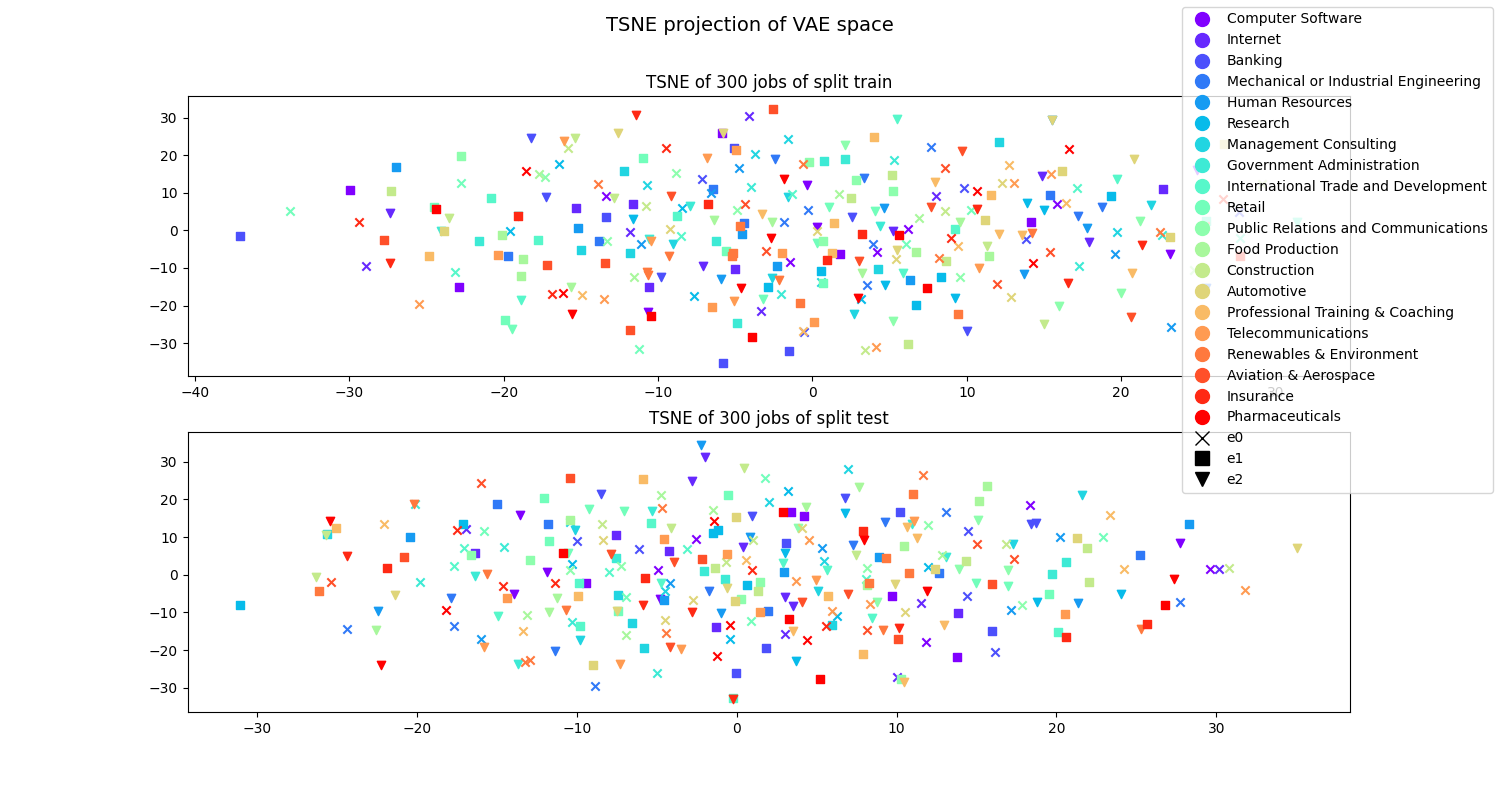 TSNE projection of VAE space
TSNE of 300 jobs of split train
30
20
10
0
−10
−20
−30
−40
−30
−20
−10
0
10
20
30
TSNE of 300 jobs of split test
30
20
10
0
−10
−20
−30
−30
−20
−10
0
10
20
30
Computer Software
Internet
Banking
Mechanical or Industrial Engineering
Human Resources
Research
Management Consulting
Government Administration
International Trade and Development
Retail
Public Relations and Communications
Food Production
Construction
Automotive
Professional Training & Coaching
Telecommunications
Renewables & Environment
Aviation & Aerospace
Insurance
Pharmaceuticals
e0
e1
e2